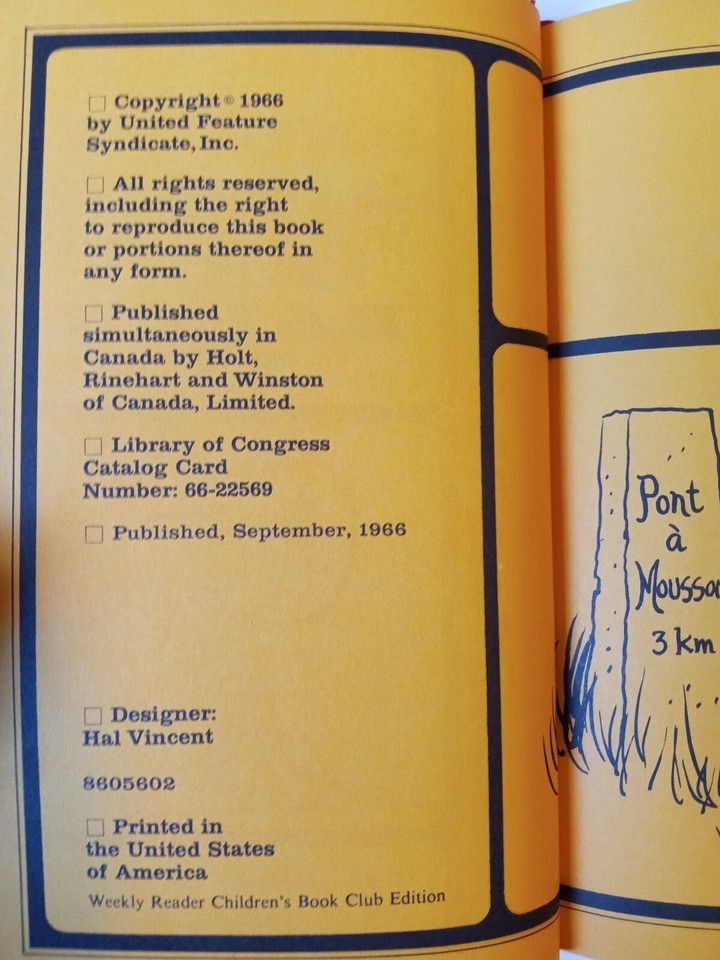 □ Copyright © 1966
by United Feature
Syndicate, Inc.
□ All rights reserved,
including the right
to reproduce this book
or portions thereof in
any form.
□ Published
simultaneously in
Canada by Holt,
Rinehart and Winston
of Canada, Limited.
□ Library of Congress
Catalog Card
Number: 66-22569
□ Published, September, 1966
□ Designer:
Hal Vincent
8605602
□ Printed in
the United States
of America
Weekly Reader Children's Book Club Edition
Pont
à
3 km